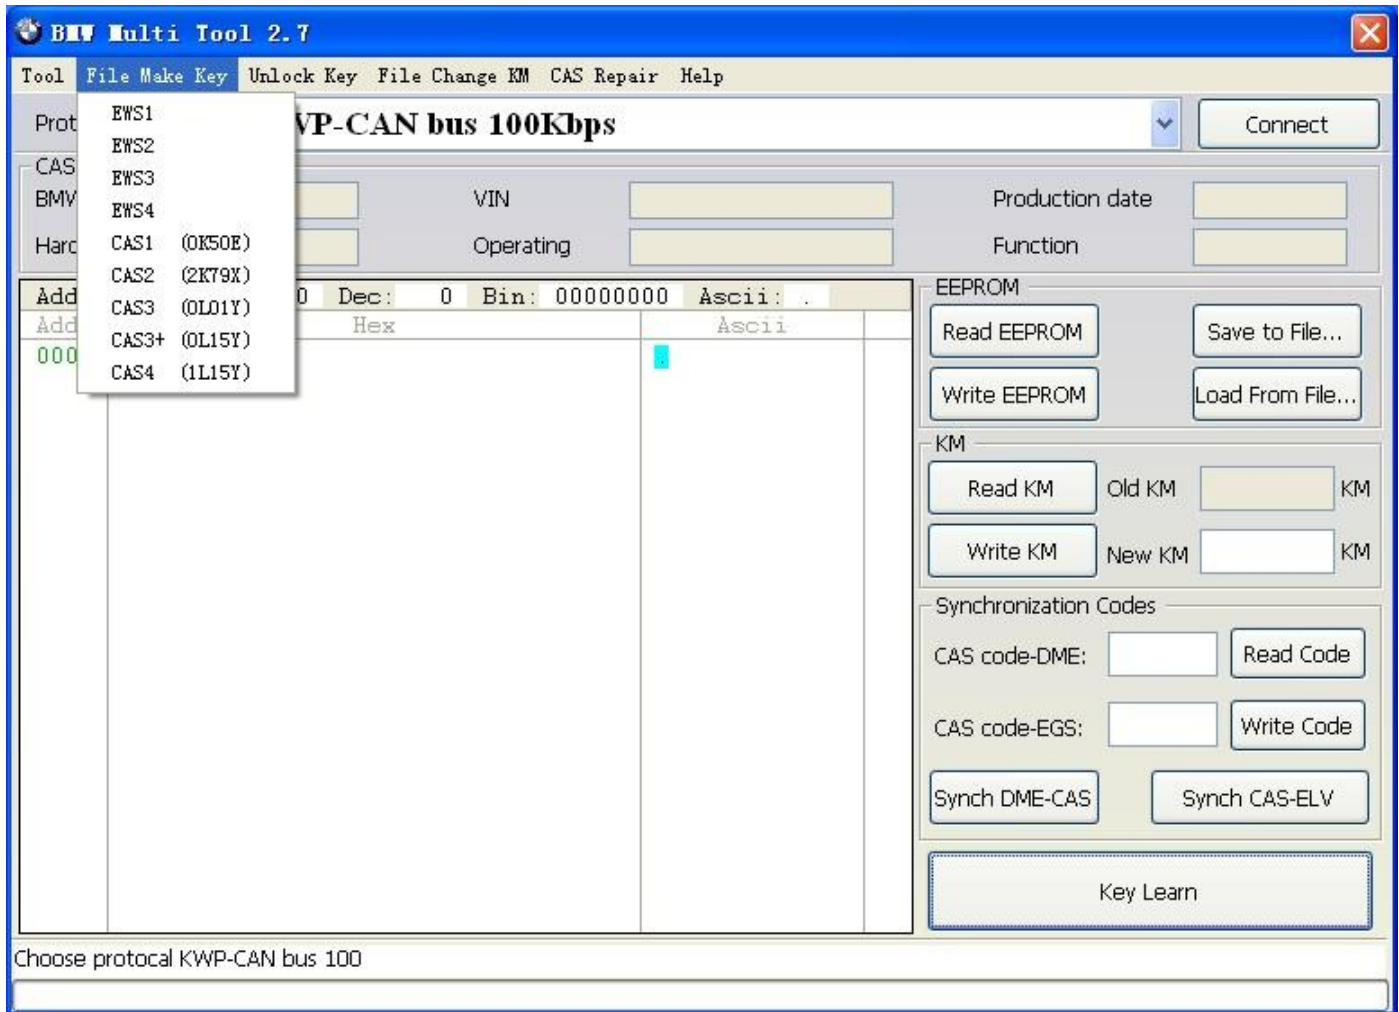 BMW Multi Tool 2.7
Tool File Make Key Unlock Key File Change KM CAS Repair Help
Prot VP-CAN bus 100Kbps Connect
EWS1
EWS2
EWS3
EWS4
CAS1 (0K50E)
CAS2 (2K79X)
CAS3 (0L01Y)
CAS3+ (0L15Y)
CAS4 (1L15Y)
CAS
BMW VIN Production date
Hard Operating Function
Add 0 Dec: 0 Bin: 00000000 Ascii: .
Add Hex Ascii
000 .
EEPROM
Read EEPROM Save to File...
Write EEPROM Load From File...
KM
Read KM Old KM KM
Write KM New KM KM
Synchronization Codes
CAS code-DME: Read Code
CAS code-EGS: Write Code
Synch DME-CAS Synch CAS-ELV
Key Learn
Choose protocal KWP-CAN bus 100